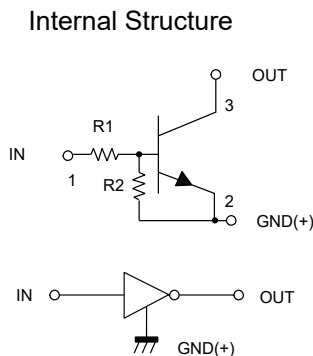 Internal Structure
OUT
3
R1
IN
1
R2
2
GND(+)
IN
OUT
GND(+)